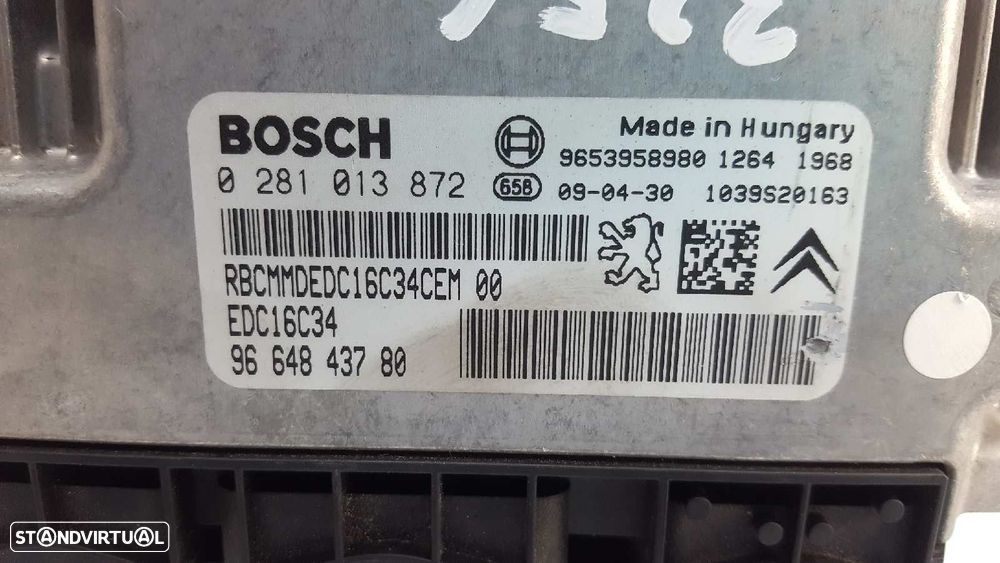 BOSCH
Made in Hungary
9653958980 1264 1968
0 281 013 872
65B
09-04-30 1039S20163
RBCMMDEDC16C34CEM 00
EDC16C34
96 648 437 80
STANDVIRTUAL